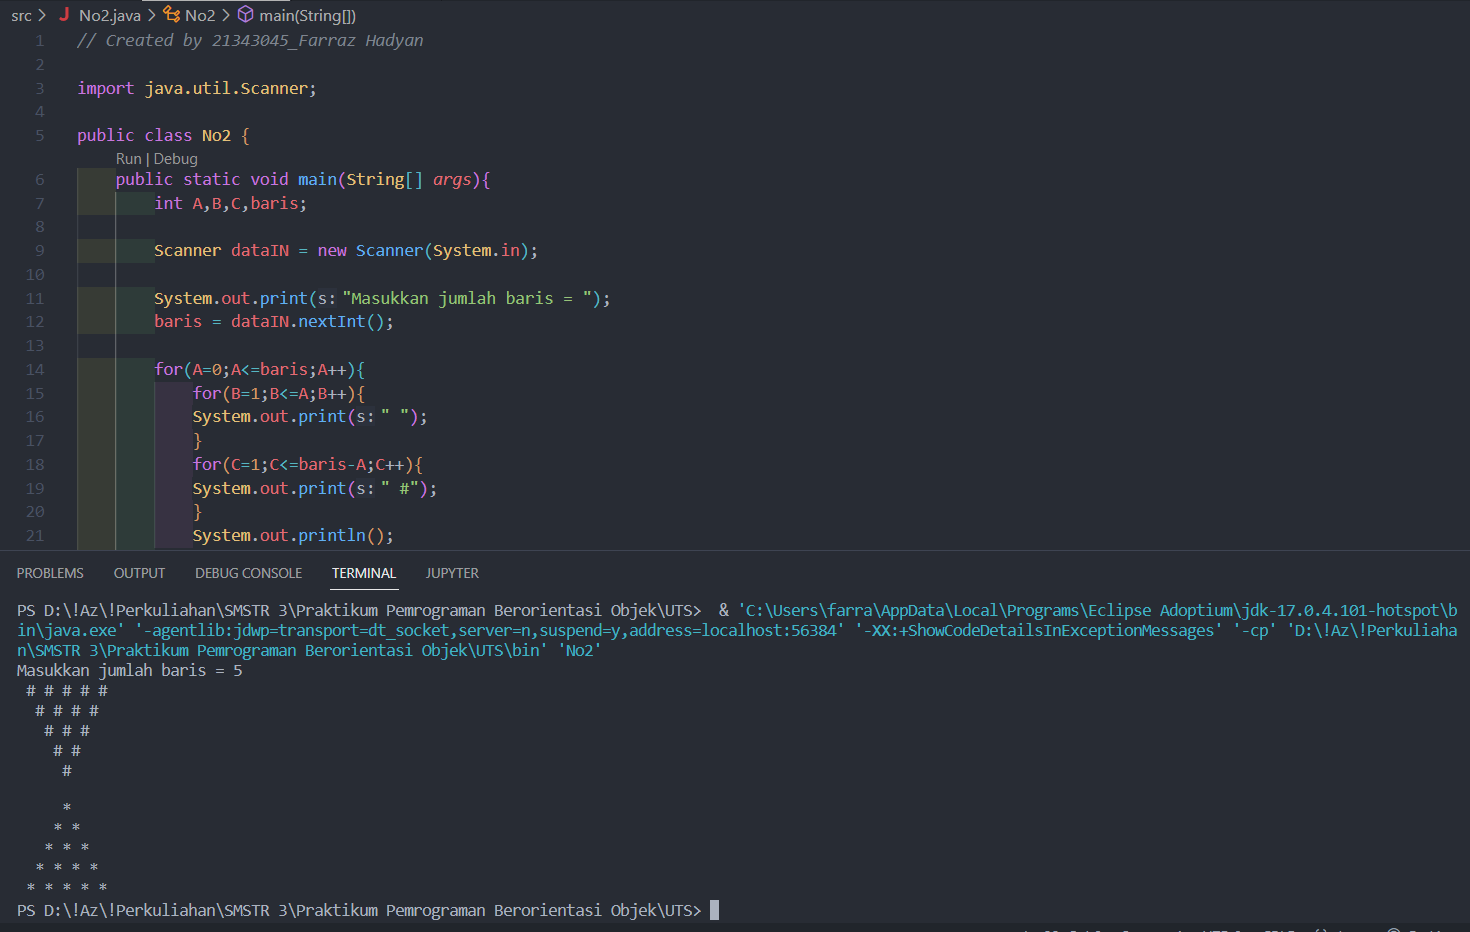 src > J No2.java > No2 > main(String[])
1 // Created by 21343045_Farraz Hadyan
2
3 import java.util.Scanner;
4
5 public class No2 {
Run | Debug
6 public static void main(String[] args){
7 int A,B,C,baris;
8
9 Scanner dataIN = new Scanner(System.in);
10
11 System.out.print(s: "Masukkan jumlah baris = ");
12 baris = dataIN.nextInt();
13
14 for(A=0;A<=baris;A++){
15 for(B=1;B<=A;B++){
16 System.out.print(s: " ");
17 }
18 for(C=1;C<=baris-A;C++){
19 System.out.print(s: " #");
20 }
21 System.out.println();
PROBLEMS OUTPUT DEBUG CONSOLE TERMINAL JUPYTER
PS D:\!Az\!Perkuliahan\SMSTR 3\Praktikum Pemrograman Berorientasi Objek\UTS>  & 'C:\Users\farra\AppData\Local\Programs\Eclipse Adoptium\jdk-17.0.4.101-hotspot\b
in\java.exe' '-agentlib:jdwp=transport=dt_socket,server=n,suspend=y,address=localhost:56384' '-XX:+ShowCodeDetailsInExceptionMessages' '-cp' 'D:\!Az\!Perkuliaha
n\SMSTR 3\Praktikum Pemrograman Berorientasi Objek\UTS\bin' 'No2'
Masukkan jumlah baris = 5
 # # # # #
  # # # #
   # # #
    # #
     #
     *
    * *
   * * *
  * * * *
 * * * * *
PS D:\!Az\!Perkuliahan\SMSTR 3\Praktikum Pemrograman Berorientasi Objek\UTS>